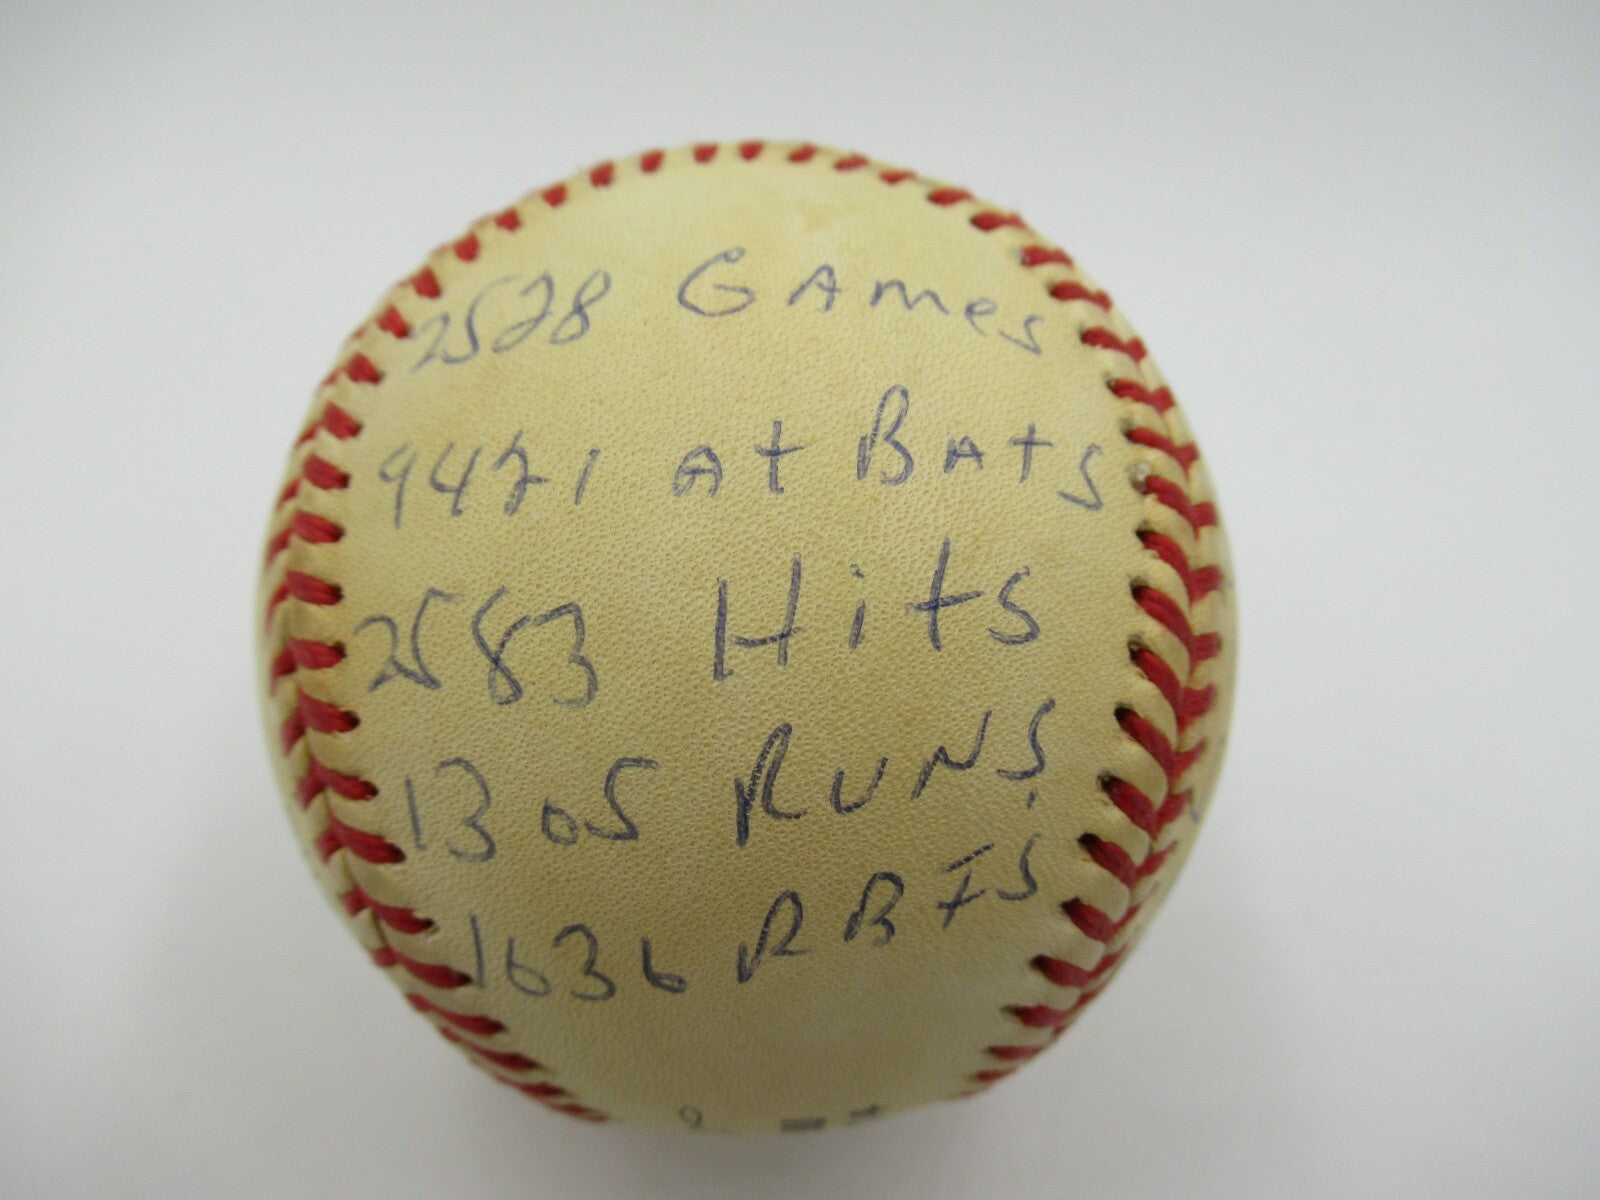 2528 GAmes
9421 At BAts
2583 Hits
1305 RUNS
1636 RBIS